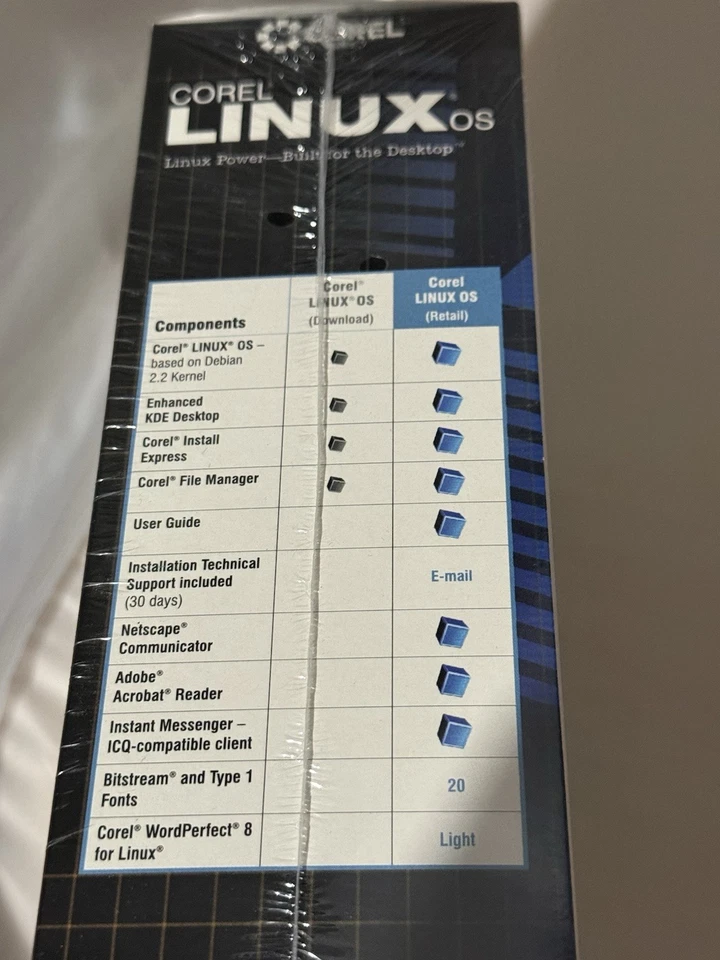 COREL
COREL
LINUX OS
Linux Power—Built for the Desktop™
Components
Corel®
LINUX® OS
(Download)
Corel
LINUX OS
(Retail)
Corel® LINUX® OS –
based on Debian
2.2 Kernel
Enhanced
KDE Desktop
Corel® Install
Express
Corel® File Manager
User Guide
Installation Technical
Support included
(30 days)
E-mail
Netscape®
Communicator
Adobe®
Acrobat® Reader
Instant Messenger –
ICQ-compatible client
Bitstream® and Type 1
Fonts
20
Corel® WordPerfect® 8
for Linux®
Light